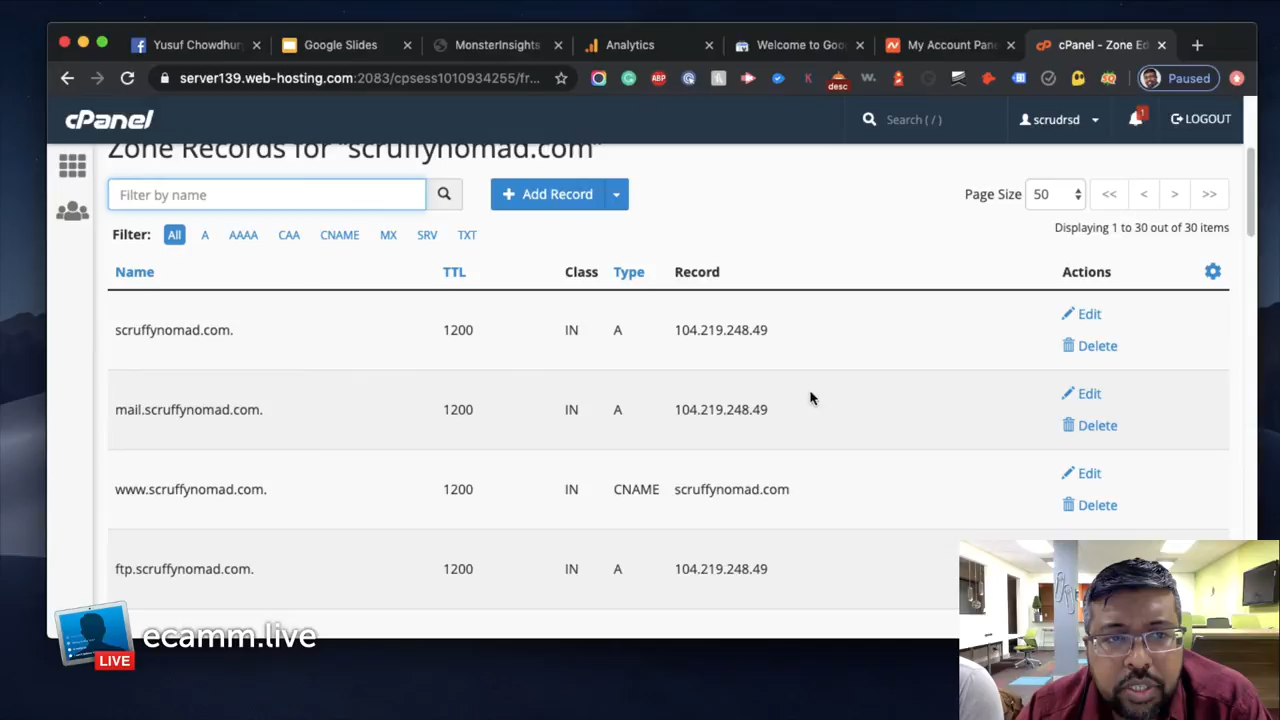 Yusuf Chowdhur
Google Slides
MonsterInsights
Analytics
Welcome to Goo
My Account Pan
cPanel - Zone Ed
server139.web-hosting.com:2083/cpsess1010934255/fr...
ABP
K
desc
w.
Paused
cPanel
Search ( / )
scrudrsd
1
LOGOUT
Zone Records for "scruffynomad.com"
Filter by name
Add Record
Page Size 50 << < > >>
Filter: All A AAAA CAA CNAME MX SRV TXT
Displaying 1 to 30 out of 30 items
Name TTL Class Type Record Actions
scruffynomad.com. 1200 IN A 104.219.248.49
Edit
Delete
mail.scruffynomad.com. 1200 IN A 104.219.248.49
Edit
Delete
www.scruffynomad.com. 1200 IN CNAME scruffynomad.com
Edit
Delete
ftp.scruffynomad.com. 1200 IN A 104.219.248.49
LIVE
ecamm.live